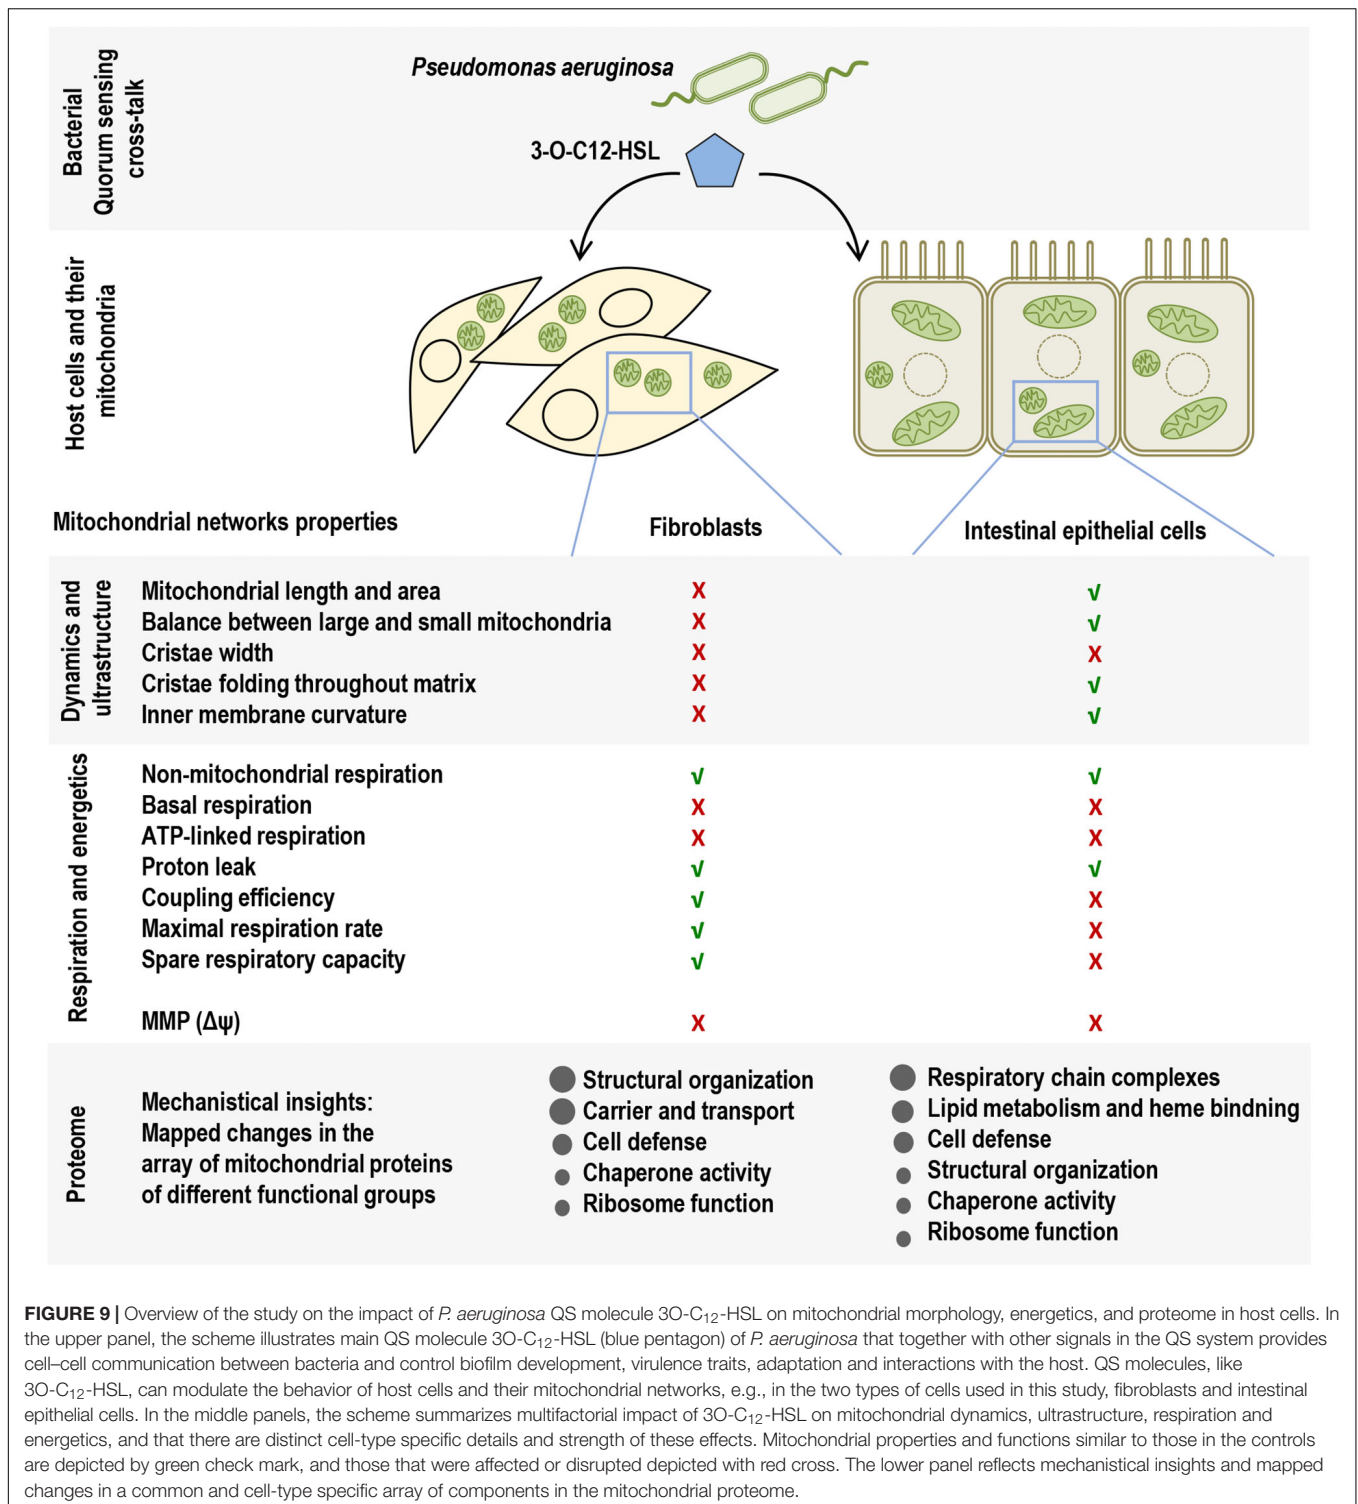 Bacterial
Quorum sensing
cross-talk
Pseudomonas aeruginosa
3-O-C12-HSL
Host cells and their
mitochondria
Mitochondrial networks properties
Fibroblasts
Intestinal epithelial cells
Dynamics and
ultrastructure
Mitochondrial length and area X √
Balance between large and small mitochondria X √
Cristae width X X
Cristae folding throughout matrix X √
Inner membrane curvature X √
Respiration and energetics
Non-mitochondrial respiration √ √
Basal respiration X X
ATP-linked respiration X X
Proton leak √ √
Coupling efficiency √ X
Maximal respiration rate √ X
Spare respiratory capacity √ X
MMP (Δψ) X X
Proteome
Mechanistical insights:
Mapped changes in the
array of mitochondrial proteins
of different functional groups
Structural organization
Carrier and transport
Cell defense
Chaperone activity
Ribosome function
Respiratory chain complexes
Lipid metabolism and heme bindning
Cell defense
Structural organization
Chaperone activity
Ribosome function
FIGURE 9 | Overview of the study on the impact of P. aeruginosa QS molecule 3O-C12-HSL on mitochondrial morphology, energetics, and proteome in host cells. In
the upper panel, the scheme illustrates main QS molecule 3O-C12-HSL (blue pentagon) of P. aeruginosa that together with other signals in the QS system provides
cell–cell communication between bacteria and control biofilm development, virulence traits, adaptation and interactions with the host. QS molecules, like
3O-C12-HSL, can modulate the behavior of host cells and their mitochondrial networks, e.g., in the two types of cells used in this study, fibroblasts and intestinal
epithelial cells. In the middle panels, the scheme summarizes multifactorial impact of 3O-C12-HSL on mitochondrial dynamics, ultrastructure, respiration and
energetics, and that there are distinct cell-type specific details and strength of these effects. Mitochondrial properties and functions similar to those in the controls
are depicted by green check mark, and those that were affected or disrupted depicted with red cross. The lower panel reflects mechanistical insights and mapped
changes in a common and cell-type specific array of components in the mitochondrial proteome.